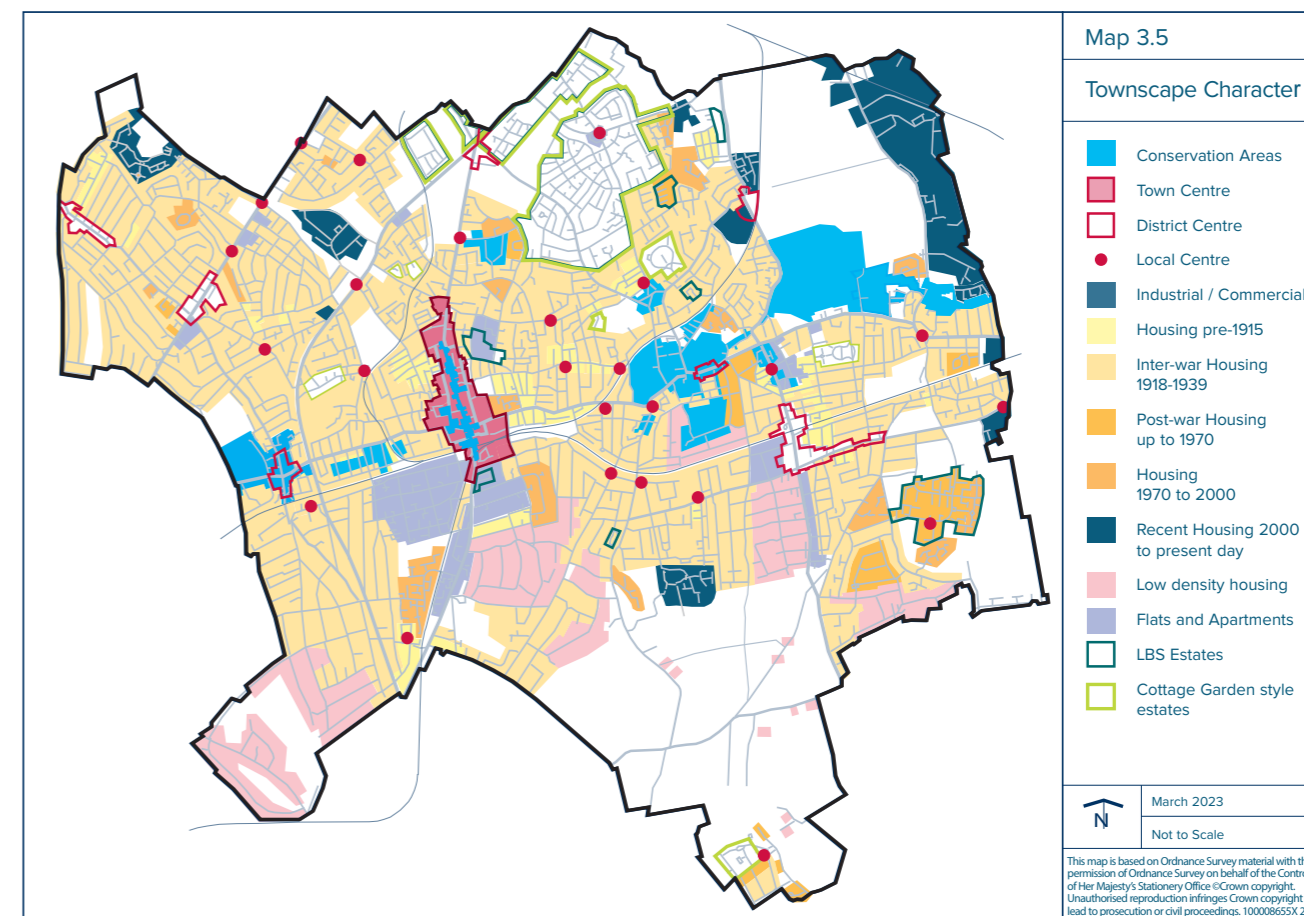 Map 3.5
Townscape Character
Conservation Areas
Town Centre
District Centre
Local Centre
Industrial / Commercial
Housing pre-1915
Inter-war Housing
1918-1939
Post-war Housing
up to 1970
Housing
1970 to 2000
Recent Housing 2000
to present day
Low density housing
Flats and Apartments
LBS Estates
Cottage Garden style
estates
N
March 2023
Not to Scale
This map is based on Ordnance Survey material with
permission of Ordnance Survey on behalf of the
of Her Majesty's Stationery Office ©Crown copyright.
Unauthorised reproduction infringes Crown copyright
lead to prosecution or civil proceedings. 100008655X